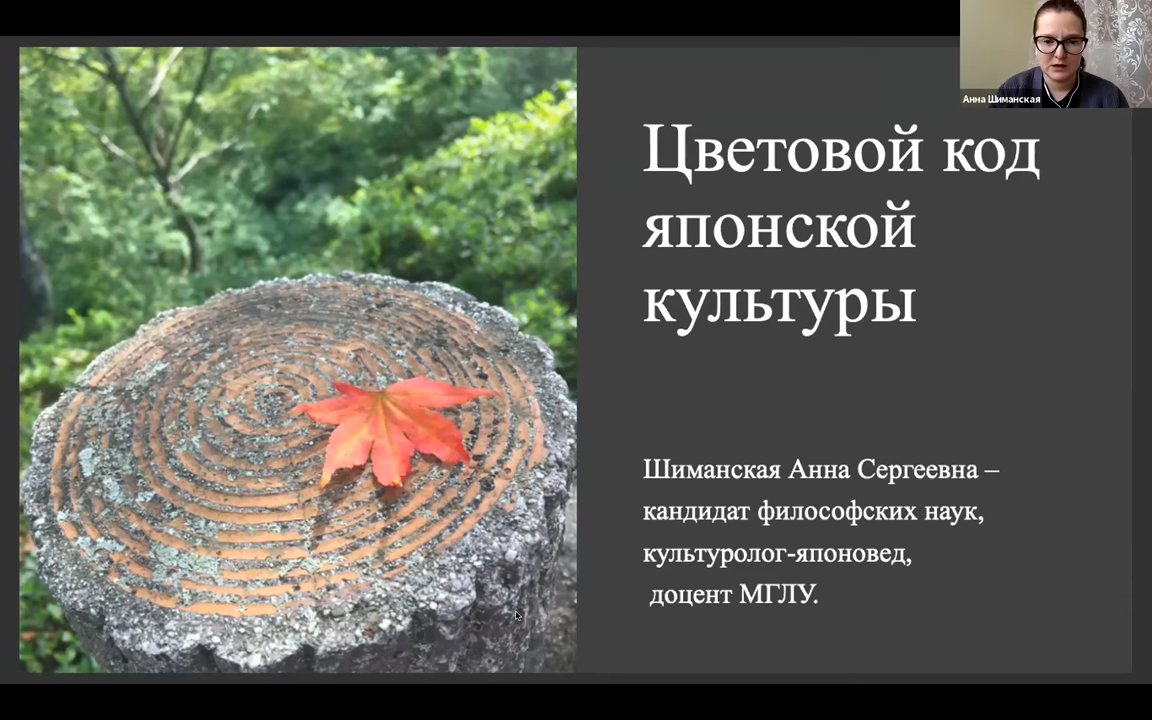 Анна Шиманская
Цветовой код
японской
культуры
Шиманская Анна Сергеевна –
кандидат философских наук,
культуролог-японовед,
доцент МГЛУ.